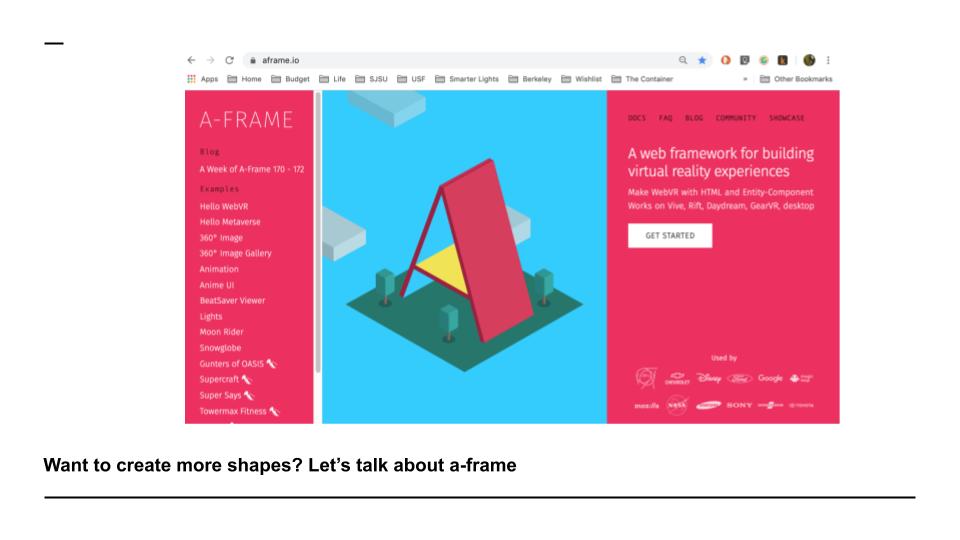 aframe.io
Apps Home Budget Life SJSU USF Smarter Lights Berkeley Wishlist The Container » Other Bookmarks
A-FRAME
Blog
A Week of A-Frame 170 - 172
Examples
Hello WebVR
Hello Metaverse
360° Image
360° Image Gallery
Animation
Anime UI
BeatSaver Viewer
Lights
Moon Rider
Snowglobe
Gunters of OASIS
Supercraft
Super Says
Towermax Fitness
DOCS FAQ BLOG COMMUNITY SHOWCASE
A web framework for building
virtual reality experiences
Make WebVR with HTML and Entity-Component
Works on Vive, Rift, Daydream, GearVR, desktop
GET STARTED
Used by
CHEVROLET Disney Ford Google
moz://a NASA SAMSUNG SONY TOYOTA
Want to create more shapes? Let’s talk about a-frame